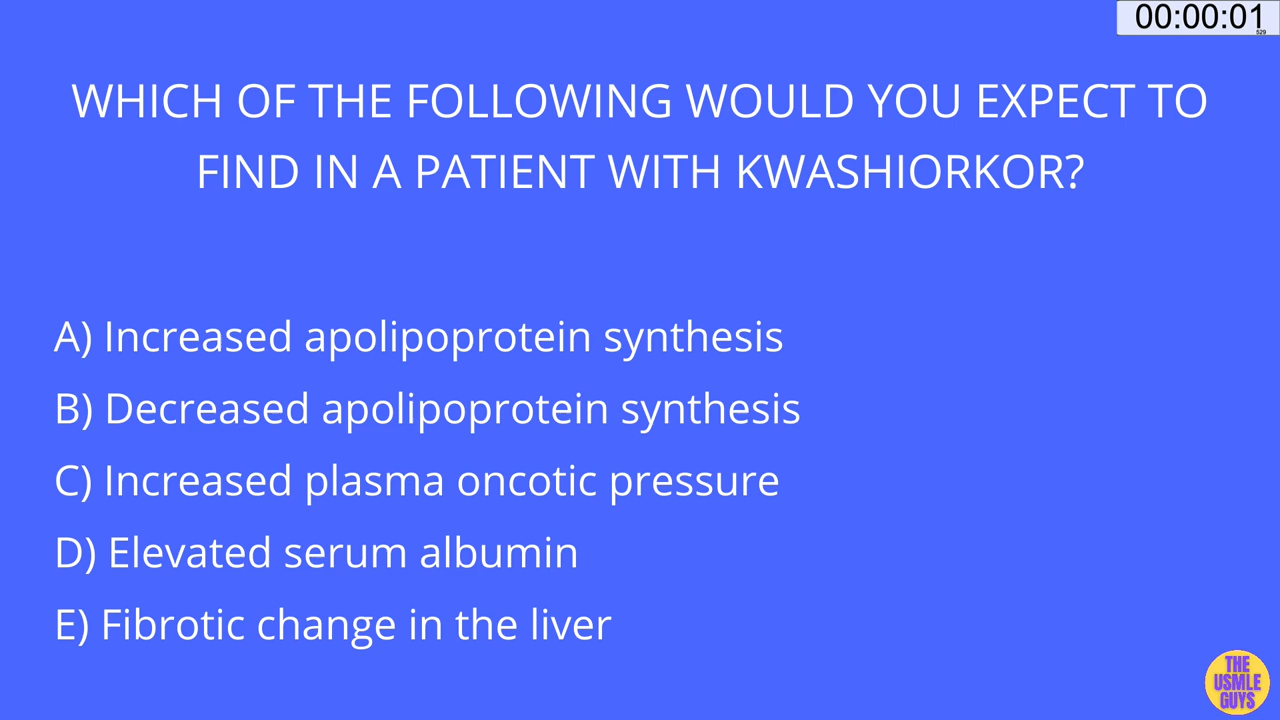 00:00:01
529
WHICH OF THE FOLLOWING WOULD YOU EXPECT TO
FIND IN A PATIENT WITH KWASHIORKOR?
A) Increased apolipoprotein synthesis
B) Decreased apolipoprotein synthesis
C) Increased plasma oncotic pressure
D) Elevated serum albumin
E) Fibrotic change in the liver
THE
USMLE
GUYS